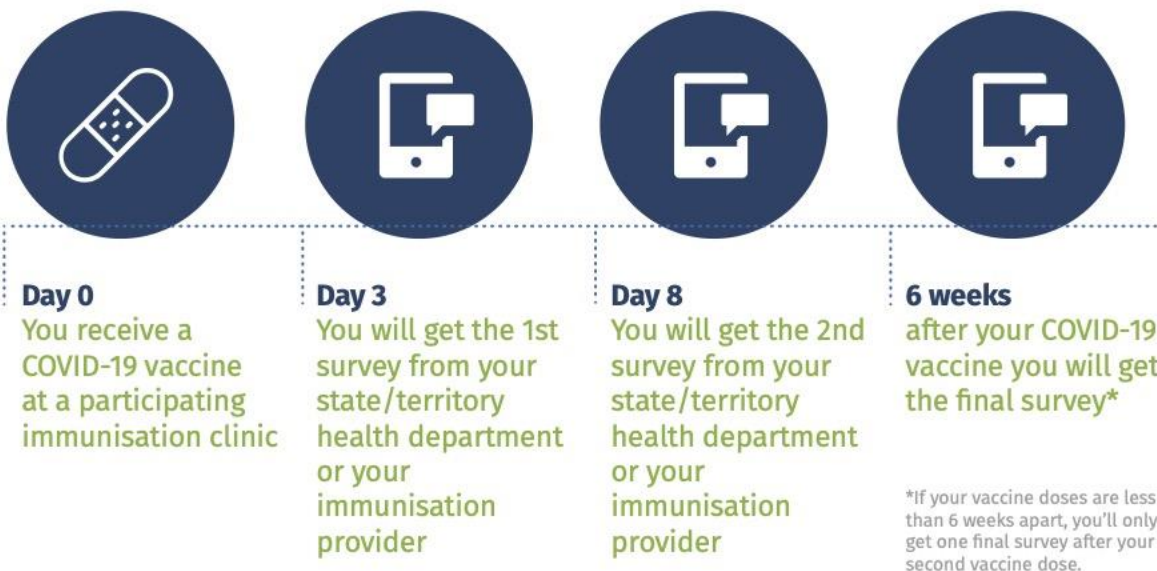 Day 0
You receive a
COVID-19 vaccine
at a participating
immunisation clinic
Day 3
You will get the 1st
survey from your
state/territory
health department
or your
immunisation
provider
Day 8
You will get the 2nd
survey from your
state/territory
health department
or your
immunisation
provider
6 weeks
after your COVID-19
vaccine you will get
the final survey*
*If your vaccine doses are less
than 6 weeks apart, you'll only
get one final survey after your
second vaccine dose.